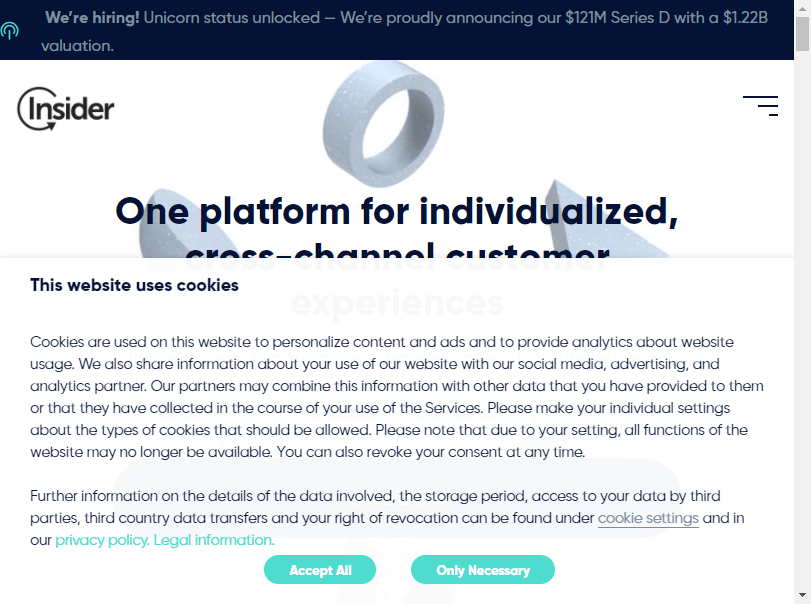 We're hiring! Unicorn status unlocked — We're proudly announcing our $121M Series D with a $1.22B
valuation.
Insider
One platform for individualized,
cross-channel customer
experiences
This website uses cookies
Cookies are used on this website to personalize content and ads and to provide analytics about website
usage. We also share information about your use of our website with our social media, advertising, and
analytics partner. Our partners may combine this information with other data that you have provided to them
or that they have collected in the course of your use of the Services. Please make your individual settings
about the types of cookies that should be allowed. Please note that due to your setting, all functions of the
website may no longer be available. You can also revoke your consent at any time.
Further information on the details of the data involved, the storage period, access to your data by third
parties, third country data transfers and your right of revocation can be found under cookie settings and in
our privacy policy. Legal information.
Accept All
Only Necessary